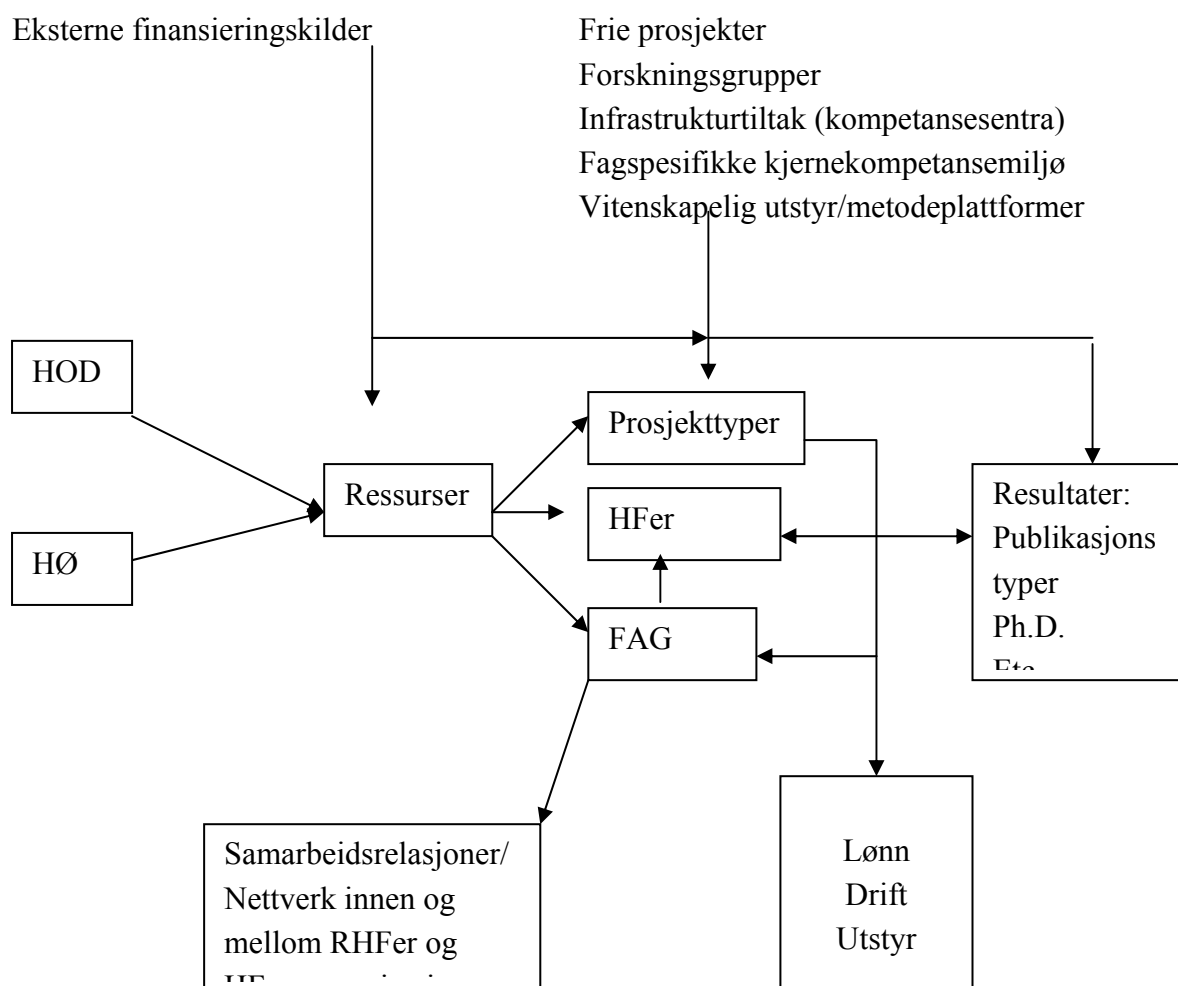 Eksterne finansieringskilder
Frie prosjekter
Forskningsgrupper
Infrastrukturtiltak (kompetansesentra)
Fagspesifikke kjernekompetansemiljø
Vitenskapelig utstyr/metodeplattformer
HOD
HØ
Ressurser
Prosjekttyper
HFer
FAG
Resultater:
Publikasjons
typer
Ph.D.
Etc
Samarbeidsrelasjoner/
Nettverk innen og
mellom RHFer og
Lønn
Drift
Utstyr